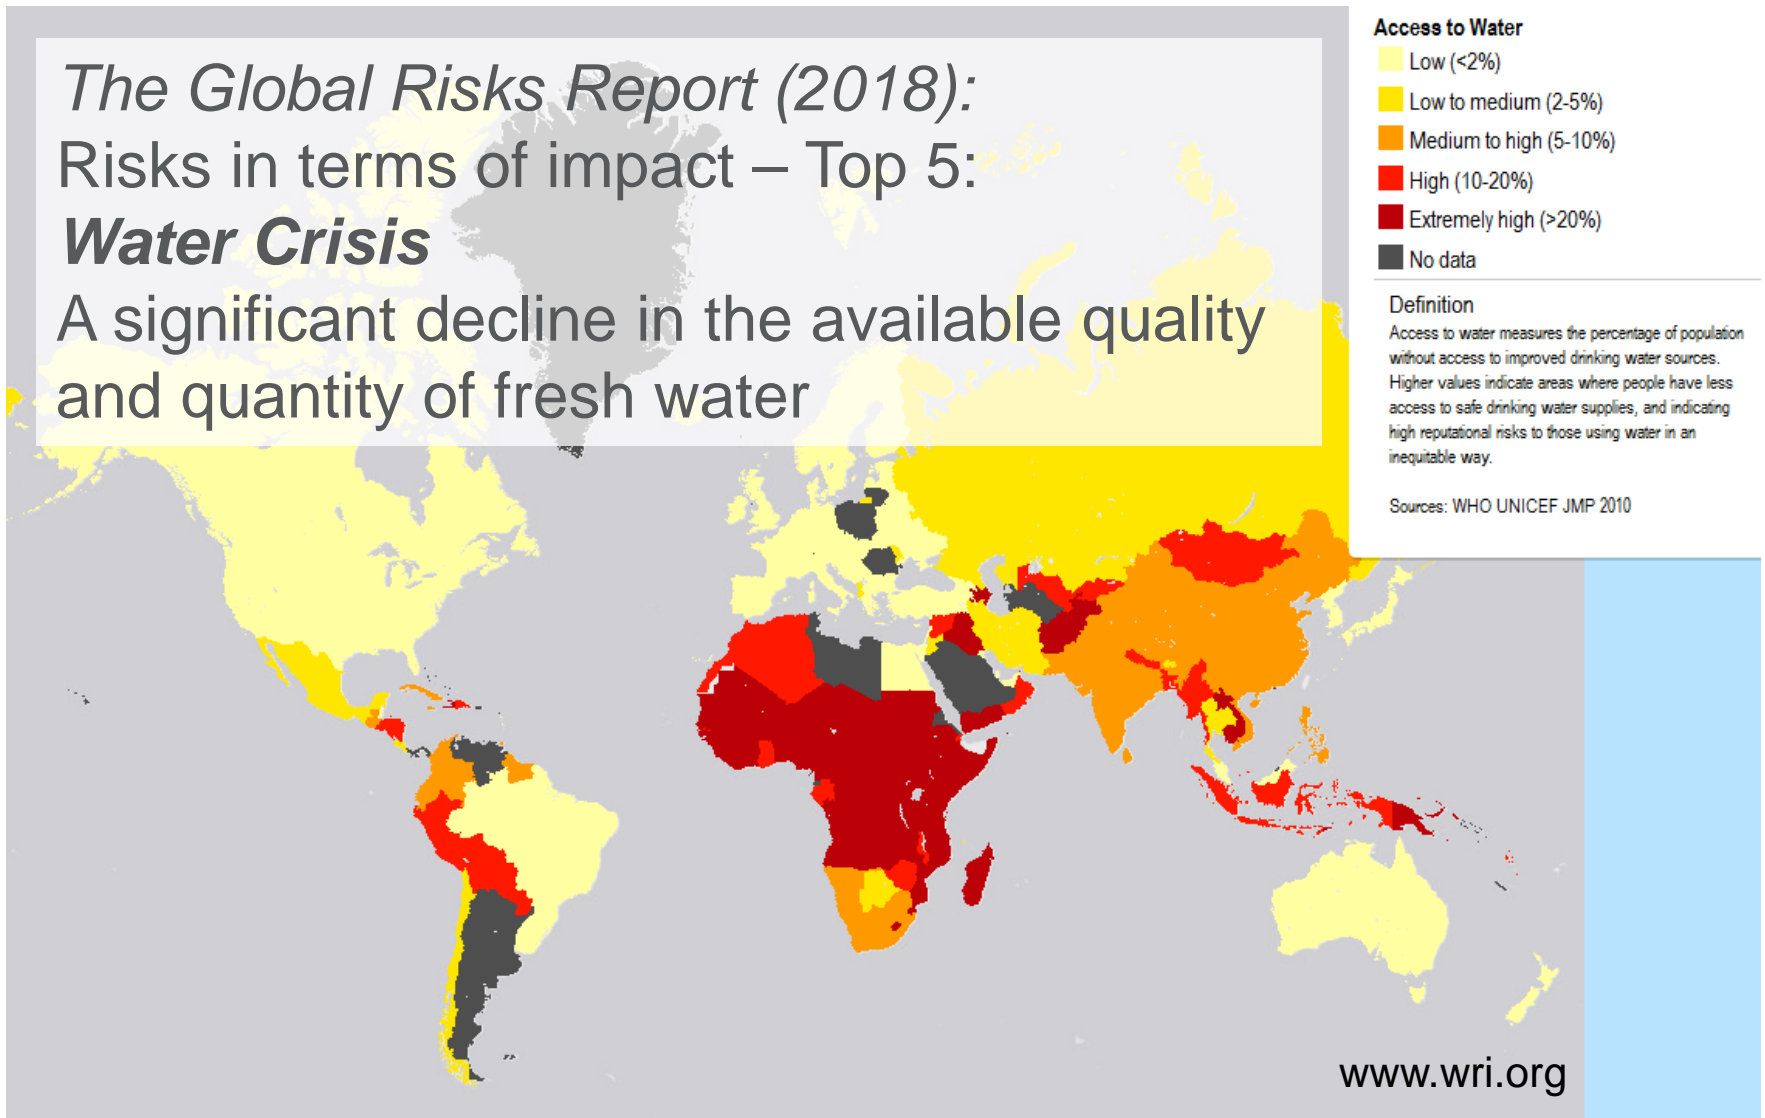 The Global Risks Report (2018):
Risks in terms of impact – Top 5:
Water Crisis
A significant decline in the available quality
and quantity of fresh water
Access to Water
Low (<2%)
Low to medium (2-5%)
Medium to high (5-10%)
High (10-20%)
Extremely high (>20%)
No data
Definition
Access to water measures the percentage of population
without access to improved drinking water sources.
Higher values indicate areas where people have less
access to safe drinking water supplies, and indicating
high reputational risks to those using water in an
inequitable way.
Sources: WHO UNICEF JMP 2010
www.wri.org